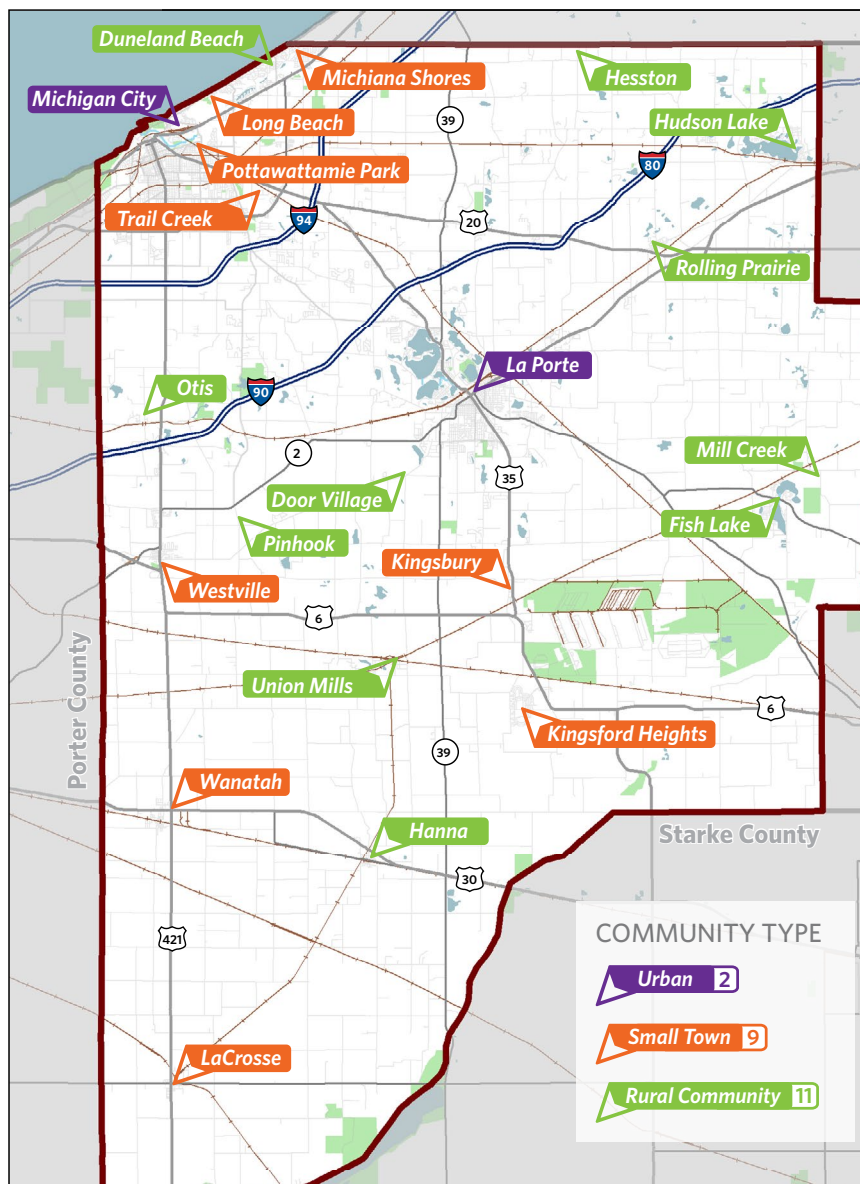 Duneland Beach
Michiana Shores
Hesston
Michigan City
Long Beach
39
Hudson Lake
Pottawattamie Park
80
Trail Creek
94
20
Rolling Prairie
La Porte
Otis
90
2
Mill Creek
35
Door Village
Fish Lake
Pinhook
Kingsbury
Westville
6
Porter County
Union Mills
6
Kingsford Heights
39
Wanatah
Hanna
Starke County
30
421
COMMUNITY TYPE
Urban 2
Small Town 9
Rural Community 11
LaCrosse